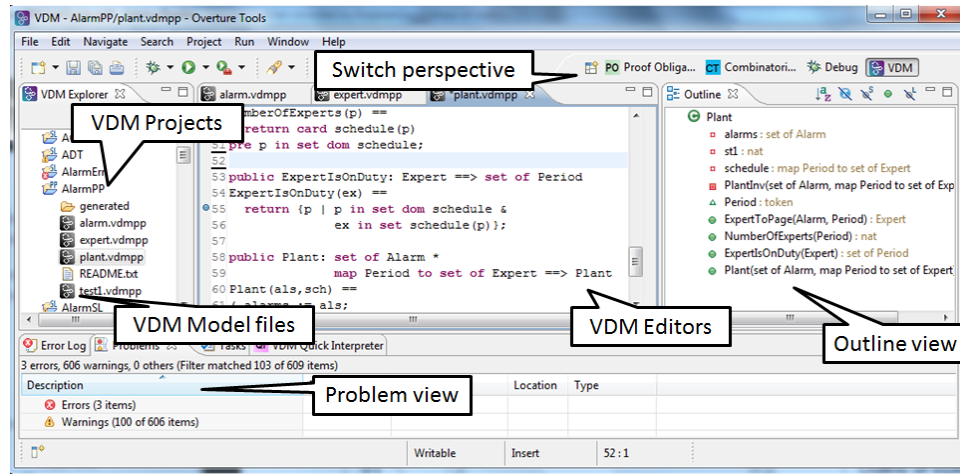 VDM - AlarmPP/plant.vdmpp - Overture Tools
File Edit Navigate Search Project Run Window Help
Switch perspective
PO Proof Obliga... CT Combinatori... Debug VDM
VDM Explorer
VDM Projects
ADT
AlarmErr
AlarmPP
generated
alarm.vdmpp
expert.vdmpp
plant.vdmpp
README.txt
test1.vdmpp
AlarmSL
VDM Model files
alarm.vdmpp expert.vdmpp *plant.vdmpp
umberOfExperts(p) ==
return card schedule(p)
51 pre p in set dom schedule;
52
53 public ExpertIsOnDuty: Expert ==> set of Period
54 ExpertIsOnDuty(ex) ==
55 return {p | p in set dom schedule &
56 ex in set schedule(p)};
57
58 public Plant: set of Alarm *
59 map Period to set of Expert ==> Plant
60 Plant(als,sch) ==
61 ( alarms := als;
VDM Editors
Outline
Plant
alarms : set of Alarm
st1 : nat
schedule : map Period to set of Expert
PlantInv(set of Alarm, map Period to set of Exp
Period : token
ExpertToPage(Alarm, Period) : Expert
NumberOfExperts(Period) : nat
ExpertIsOnDuty(Expert) : set of Period
Plant(set of Alarm, map Period to set of Expert
Outline view
Error Log Problems Tasks VDM Quick Interpreter
3 errors, 606 warnings, 0 others (Filter matched 103 of 609 items)
Description Location Type
Problem view
Errors (3 items)
Warnings (100 of 606 items)
Writable Insert 52 : 1